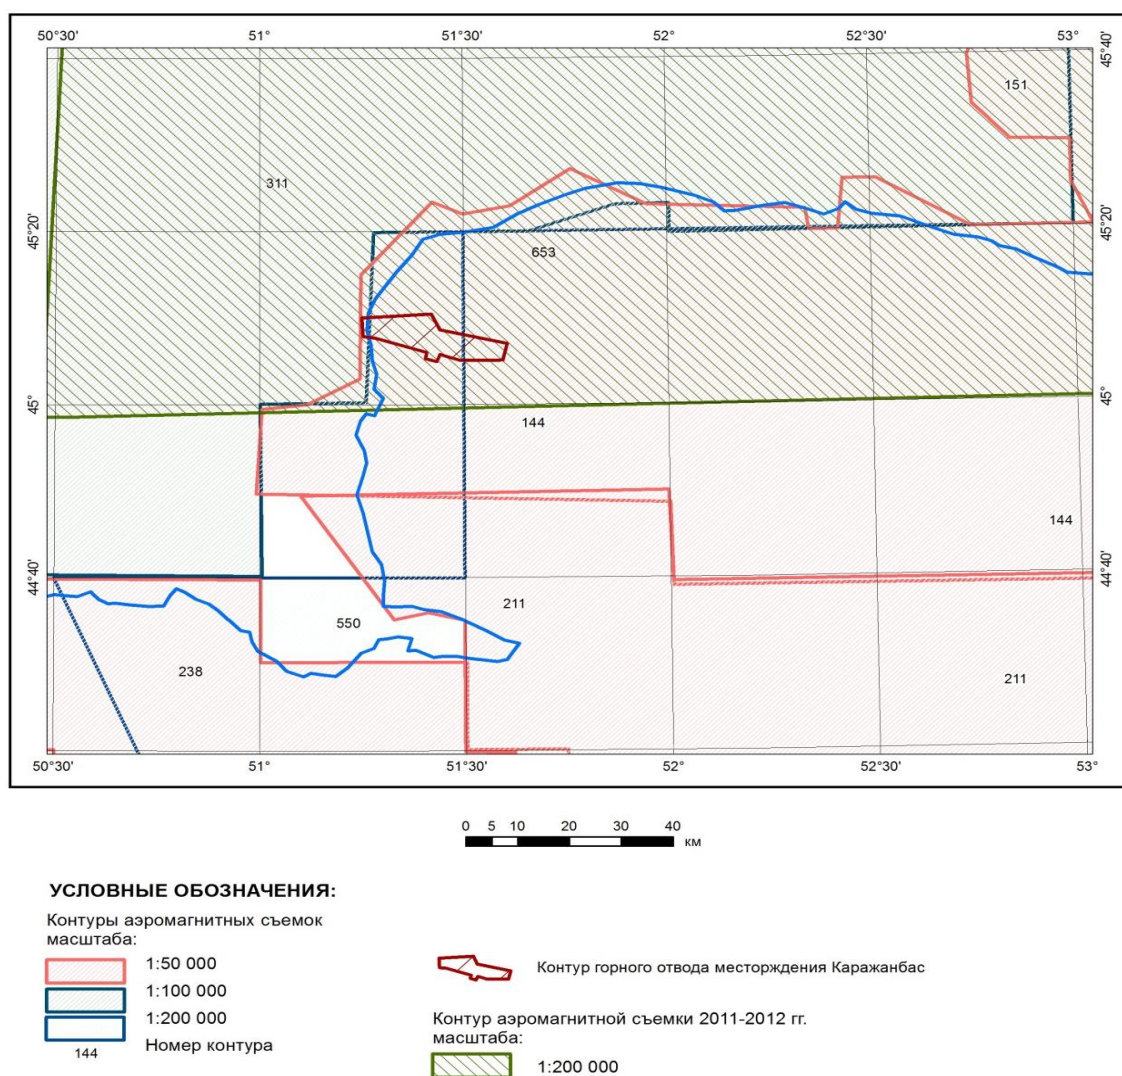 50°30' 51° 51°30' 52° 52°30' 53°
45°40'
151
311
45°20' 45°20'
653
45° 45°
144
144
44°40' 44°40'
211
550
238
211
50°30' 51° 51°30' 52° 52°30' 53°
0 5 10 20 30 40
км
УСЛОВНЫЕ ОБОЗНАЧЕНИЯ:
Контуры аэромагнитных съемок
масштаба:
1:50 000
1:100 000
1:200 000
144 Номер контура
Контур горного отвода месторждения Каражанбас
Контур аэромагнитной съемки 2011-2012 гг.
масштаба:
1:200 000